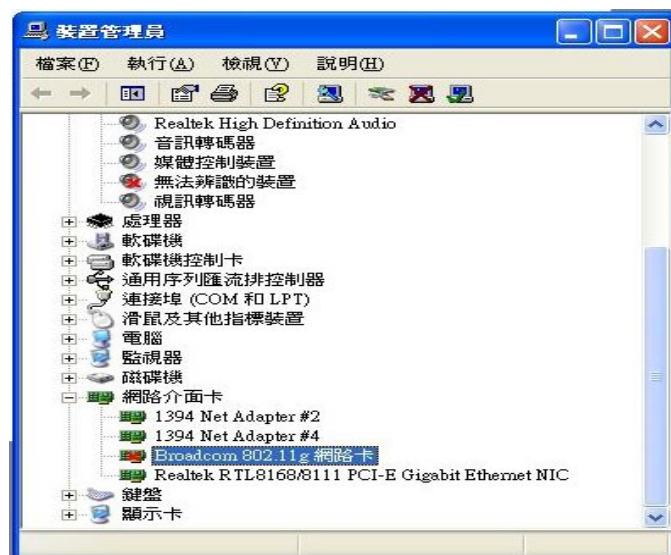 裝置管理員
檔案(F) 執行(A) 檢視(V) 說明(H)
Realtek High Definition Audio
音訊轉碼器
媒體控制裝置
無法辨識的裝置
視訊轉碼器
處理器
軟碟機
軟碟機控制卡
通用序列匯流排控制器
連接埠 (COM 和 LPT)
滑鼠及其他指標裝置
電腦
監視器
磁碟機
網路介面卡
1394 Net Adapter #2
1394 Net Adapter #4
Broadcom 802.11g 網路卡
Realtek RTL8168/8111 PCI-E Gigabit Ethernet NIC
鍵盤
顯示卡